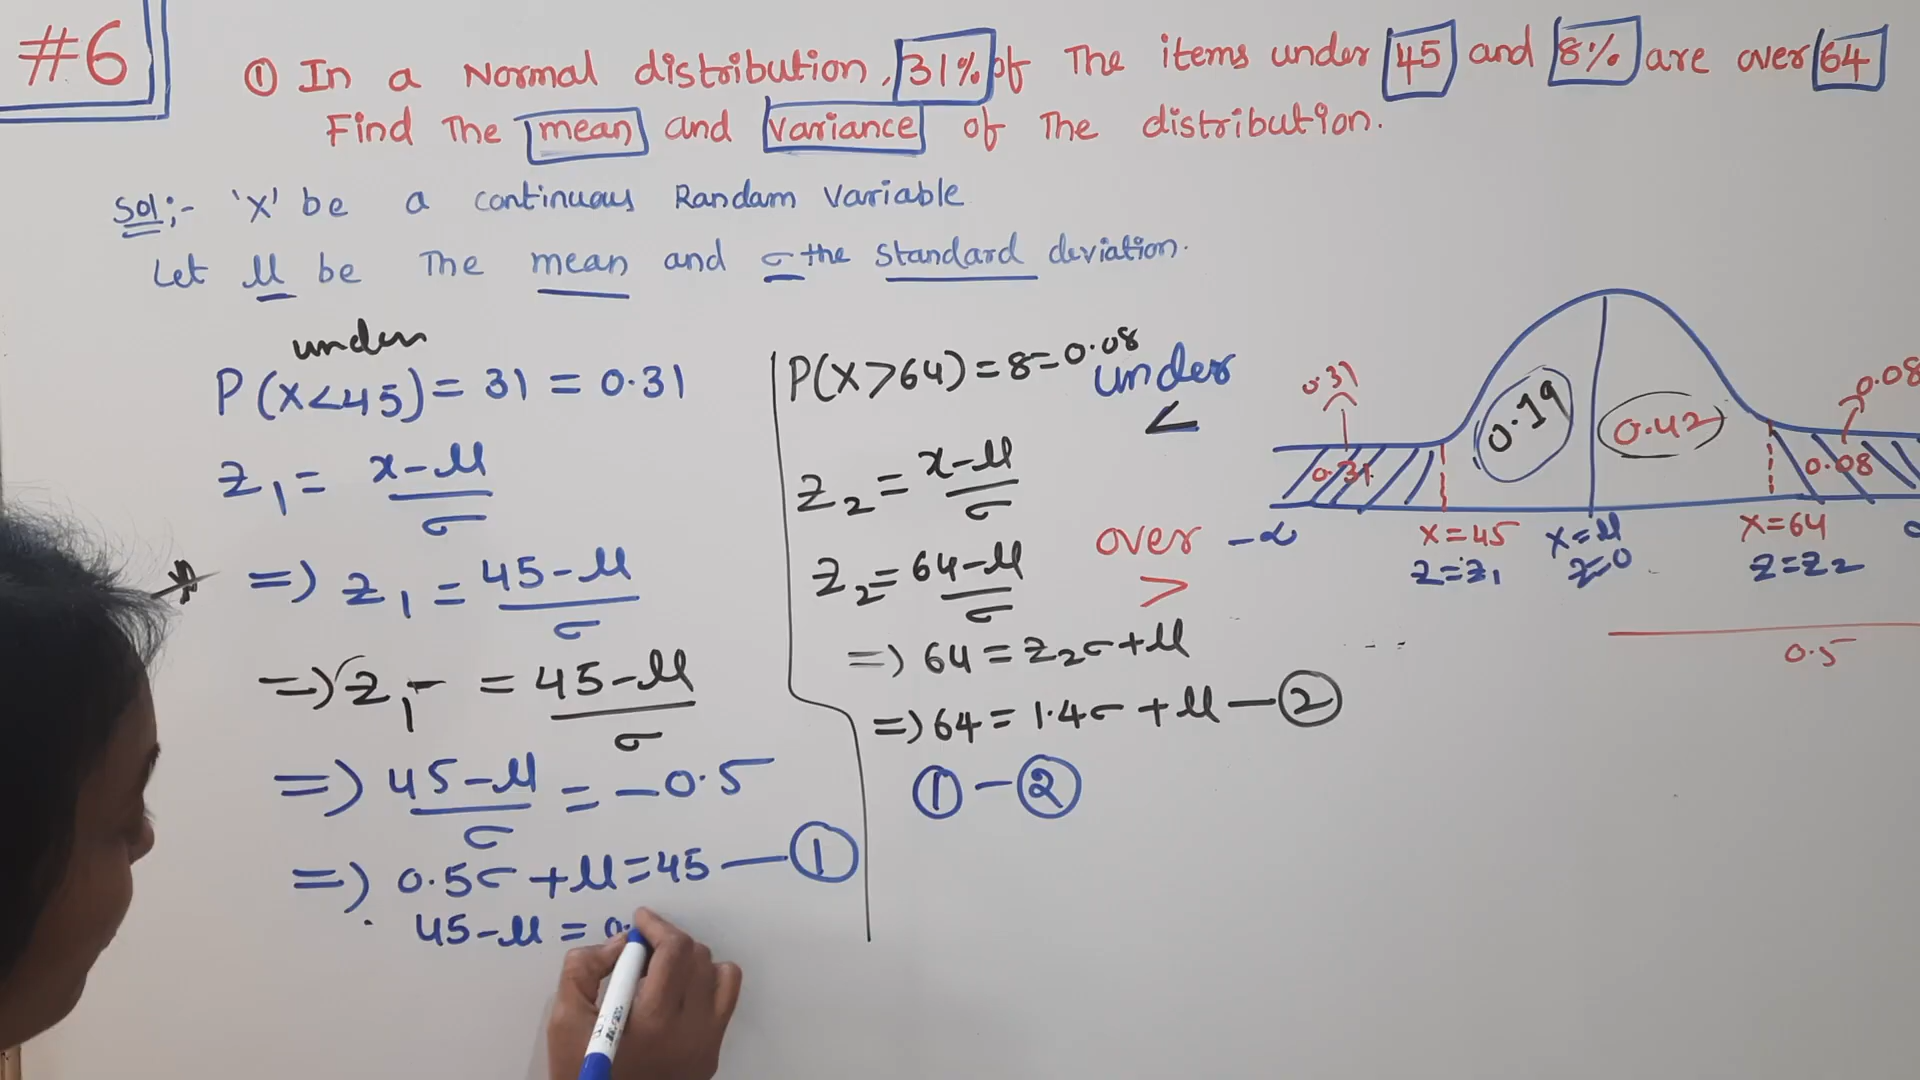 #6
① In a Normal distribution, 31% of The items under 45 and 8% are over 64
Find The mean and variance of The distribution.
Sol:- 'X' be a continuous Randam variable
Let μ be The mean and σ the standard deviation.
under
P(X<45) = 31 = 0.31
z₁ = x-μ/σ
=> z₁ = 45-μ/σ
=> z₁- = 45-μ/σ
=> 45-μ/σ = -0.5
=> 0.5σ+μ=45 — ①
45-μ = 0.
P(X>64)=8=0.08
under
<
z₂ = x-μ/σ
z₂ = 64-μ/σ
over
>
=> 64 = z₂σ+μ
=> 64 = 1.4σ+μ — ②
① - ②
0.31
0.08
0.31
0.19
0.42
0.08
-∝
X=45
X=μ
X=64
z=z₁
z=0
z=z₂
0.5